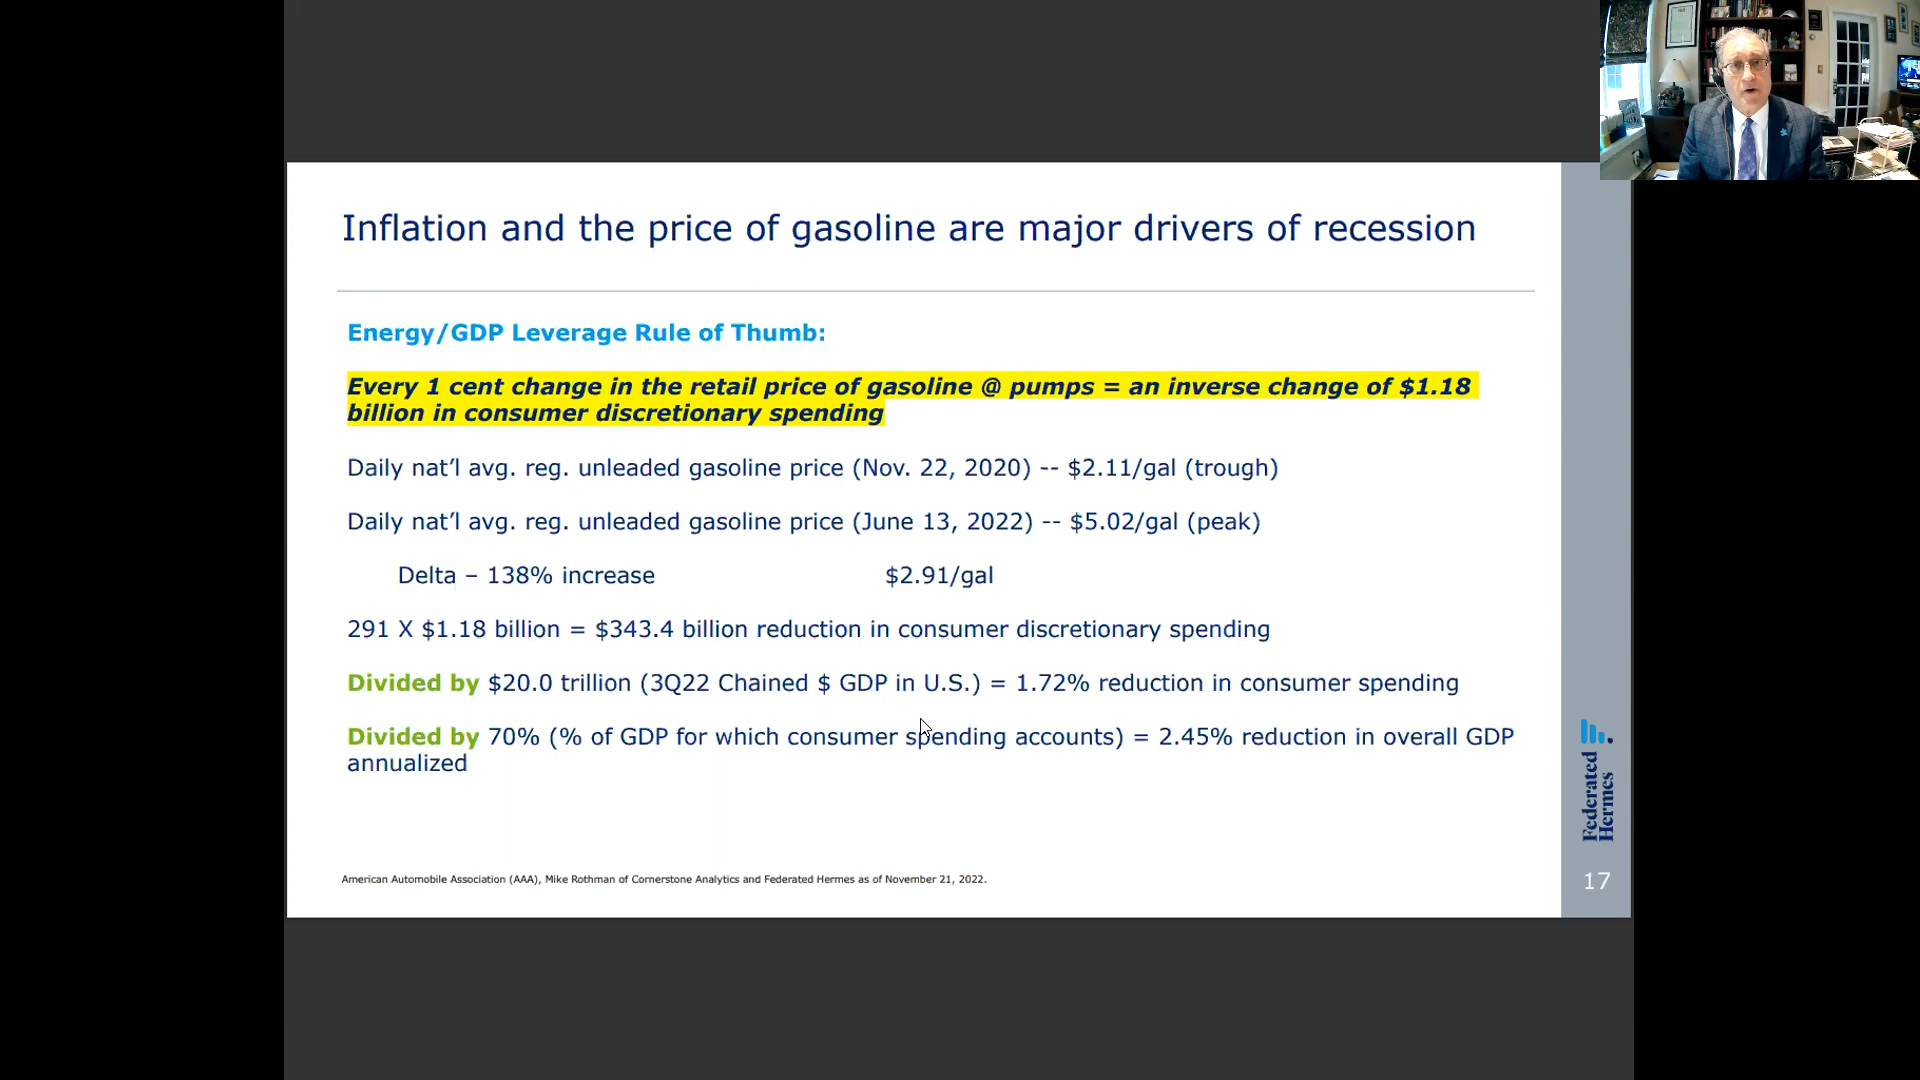 Inflation and the price of gasoline are major drivers of recession
Energy/GDP Leverage Rule of Thumb:
Every 1 cent change in the retail price of gasoline @ pumps = an inverse change of $1.18
billion in consumer discretionary spending
Daily nat’l avg. reg. unleaded gasoline price (Nov. 22, 2020) -- $2.11/gal (trough)
Daily nat’l avg. reg. unleaded gasoline price (June 13, 2022) -- $5.02/gal (peak)
Delta – 138% increase $2.91/gal
291 X $1.18 billion = $343.4 billion reduction in consumer discretionary spending
Divided by $20.0 trillion (3Q22 Chained $ GDP in U.S.) = 1.72% reduction in consumer spending
Divided by 70% (% of GDP for which consumer spending accounts) = 2.45% reduction in overall GDP
annualized
American Automobile Association (AAA), Mike Rothman of Cornerstone Analytics and Federated Hermes as of November 21, 2022.
Federated
Hermes
17